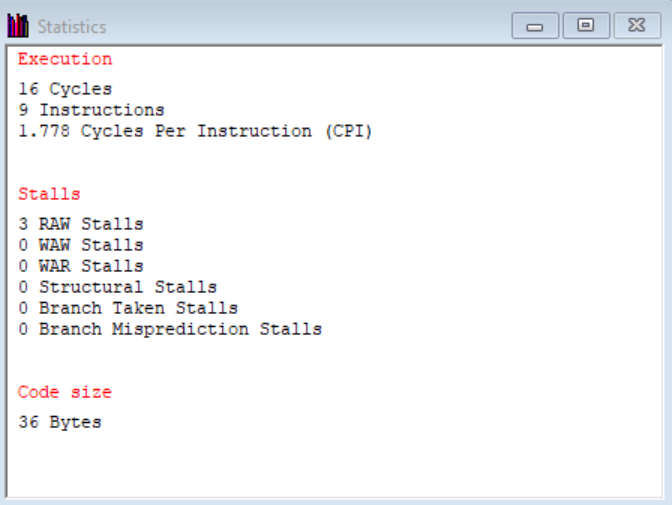 Statistics
Execution
16 Cycles
9 Instructions
1.778 Cycles Per Instruction (CPI)
Stalls
3 RAW Stalls
0 WAW Stalls
0 WAR Stalls
0 Structural Stalls
0 Branch Taken Stalls
0 Branch Misprediction Stalls
Code size
36 Bytes